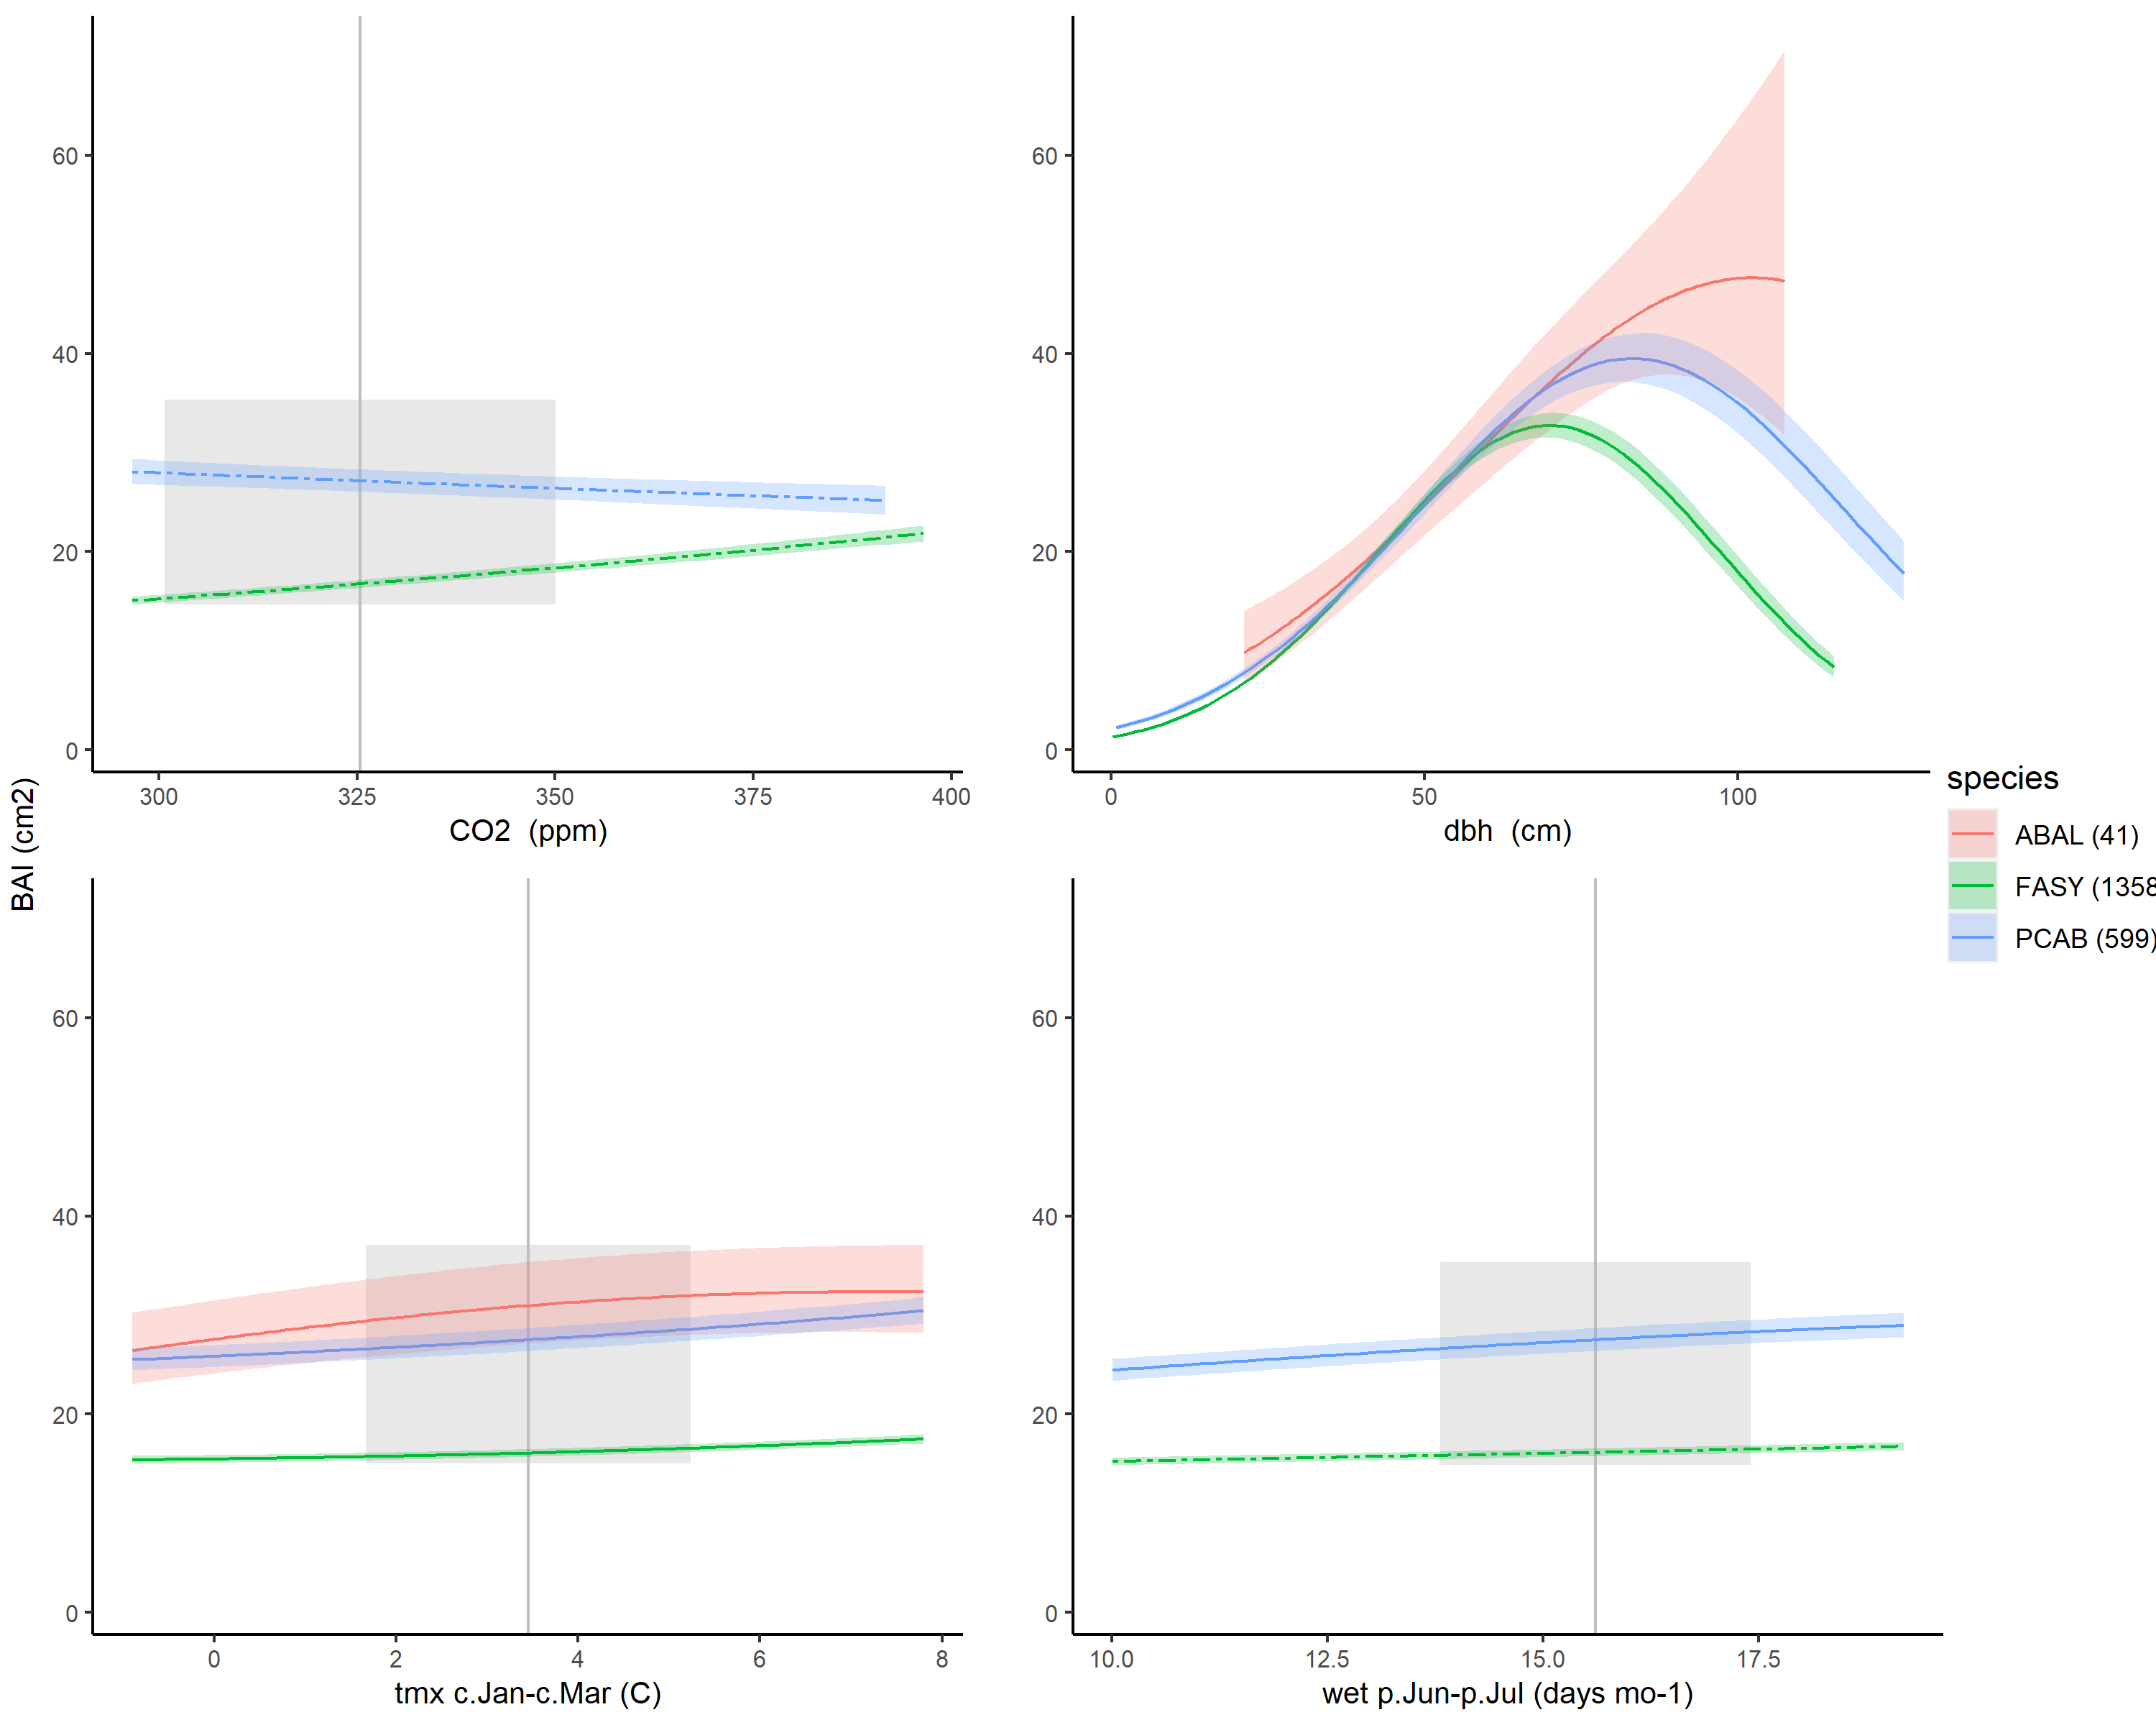 60
40
20
0
300 325 350 375 400
CO2 (ppm)
60
40
20
0
0 50 100
dbh (cm)
BAI (cm2)
60
40
20
0
0 2 4 6 8
tmx c.Jan-c.Mar (C)
60
40
20
0
10.0 12.5 15.0 17.5
wet p.Jun-p.Jul (days mo-1)
species
ABAL (41)
FASY (1358
PCAB (599)